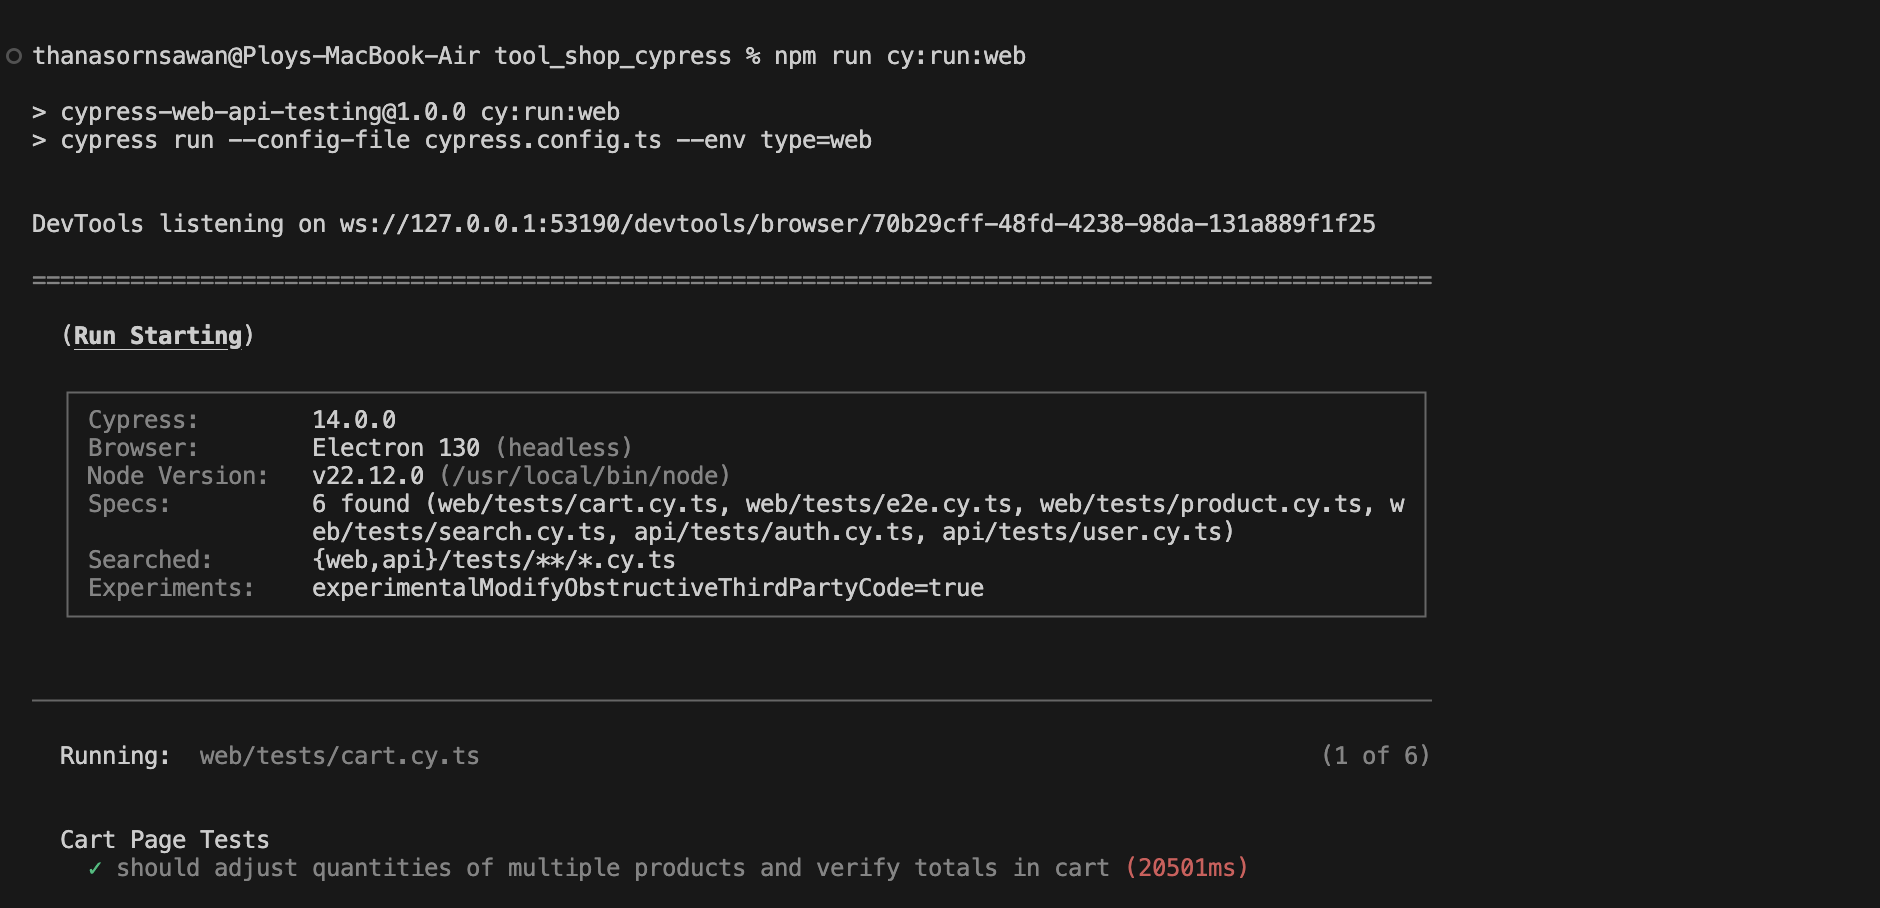 thanasornsawan@Ploys-MacBook-Air tool_shop_cypress % npm run cy:run:web
> cypress-web-api-testing@1.0.0 cy:run:web
> cypress run --config-file cypress.config.ts --env type=web
DevTools listening on ws://127.0.0.1:53190/devtools/browser/70b29cff-48fd-4238-98da-131a889f1f25
====================================================================================================
(Run Starting)
Cypress: 14.0.0
Browser: Electron 130 (headless)
Node Version: v22.12.0 (/usr/local/bin/node)
Specs: 6 found (web/tests/cart.cy.ts, web/tests/e2e.cy.ts, web/tests/product.cy.ts, w
eb/tests/search.cy.ts, api/tests/auth.cy.ts, api/tests/user.cy.ts)
Searched: {web,api}/tests/**/*.cy.ts
Experiments: experimentalModifyObstructiveThirdPartyCode=true
Running: web/tests/cart.cy.ts (1 of 6)
Cart Page Tests
✓ should adjust quantities of multiple products and verify totals in cart (20501ms)